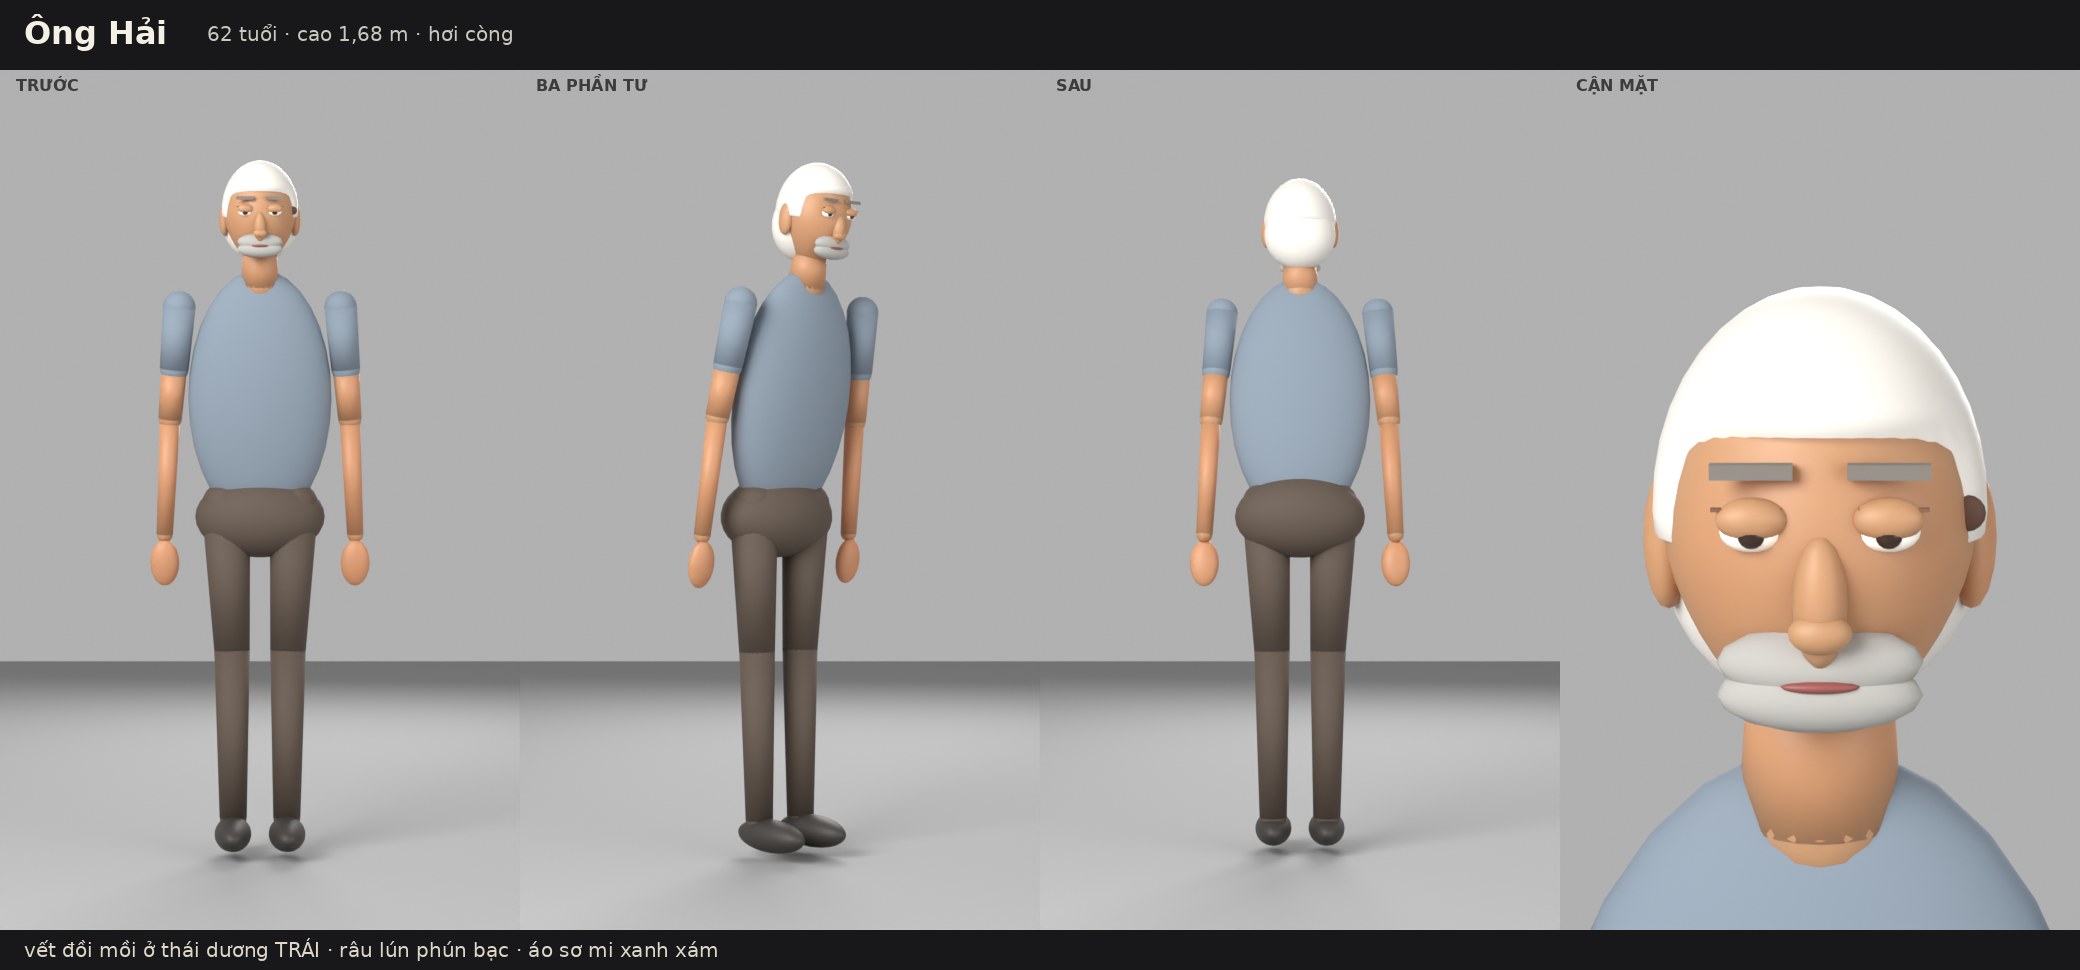 Ông Hải
62 tuổi · cao 1,68 m · hơi còng
TRƯỚC
BA PHẦN TƯ
SAU
CẬN MẶT
vết đồi mồi ở thái dương TRÁI · râu lún phún bạc · áo sơ mi xanh xám